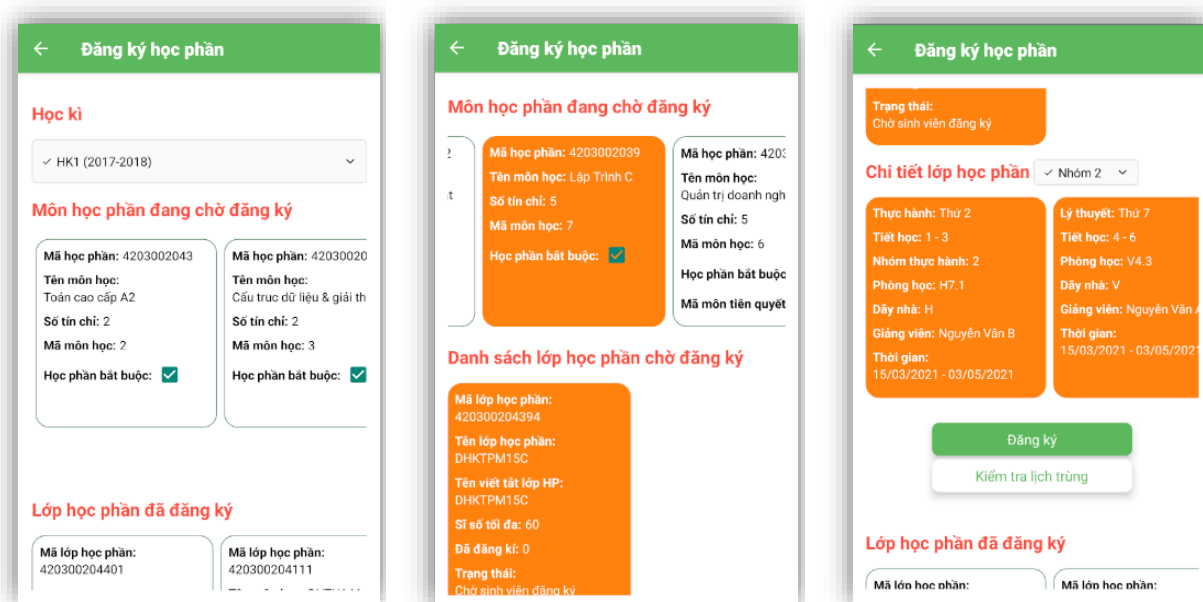 Đăng ký học phần
Học kì
HK1 (2017-2018)
Môn học phần đang chờ đăng ký
Mã học phần: 4203002043
Tên môn học:
Toán cao cấp A2
Số tín chỉ: 2
Mã môn học: 2
Học phần bắt buộc:
Mã học phần: 42030020
Tên môn học:
Cấu truc dữ liệu & giải th
Số tín chỉ: 2
Mã môn học: 3
Học phần bắt buộc:
Lớp học phần đã đăng ký
Mã lớp học phần:
420300204401
Mã lớp học phần:
420300204111
Đăng ký học phần
Môn học phần đang chờ đăng ký
Mã học phần: 4203002039
Tên môn học: Lập Trình C
Số tín chỉ: 5
Mã môn học: 7
Học phần bắt buộc:
Mã học phần: 420
Tên môn học:
Quản trị doanh ngh
Số tín chỉ: 5
Mã môn học: 6
Học phần bắt buộc
Mã môn tiên quyết
Danh sách lớp học phần chờ đăng ký
Mã lớp học phần:
420300204394
Tên lớp học phần:
DHKTPM15C
Tên viết tắt lớp HP:
DHKTPM15C
Sĩ số tối đa: 60
Đã đăng kí: 0
Trạng thái:
Chờ sinh viên đăng ký
Đăng ký học phần
Trạng thái:
Chờ sinh viên đăng ký
Chi tiết lớp học phần
Nhóm 2
Thực hành: Thứ 2
Tiết học: 1 - 3
Nhóm thực hành: 2
Phòng học: H7.1
Dãy nhà: H
Giảng viên: Nguyễn Văn B
Thời gian:
15/03/2021 - 03/05/2021
Lý thuyết: Thứ 7
Tiết học: 4 - 6
Phòng học: V4.3
Dãy nhà: V
Giảng viên: Nguyễn Văn A
Thời gian:
15/03/2021 - 03/05/2021
Đăng ký
Kiểm tra lịch trùng
Lớp học phần đã đăng ký
Mã lớp học phần:
Mã lớp học phần: